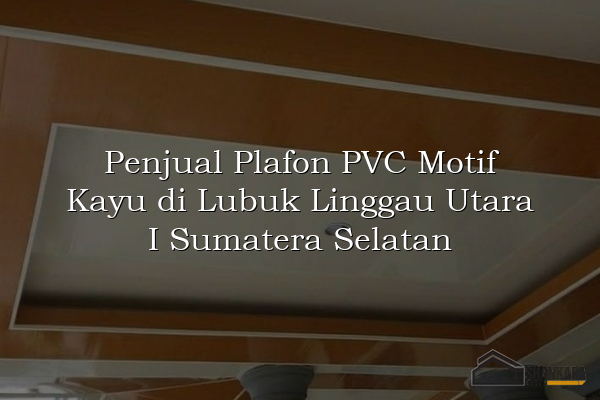 Penjual Plafon PVC Motif
Kayu di Lubuk Linggau Utara
I Sumatera Selatan